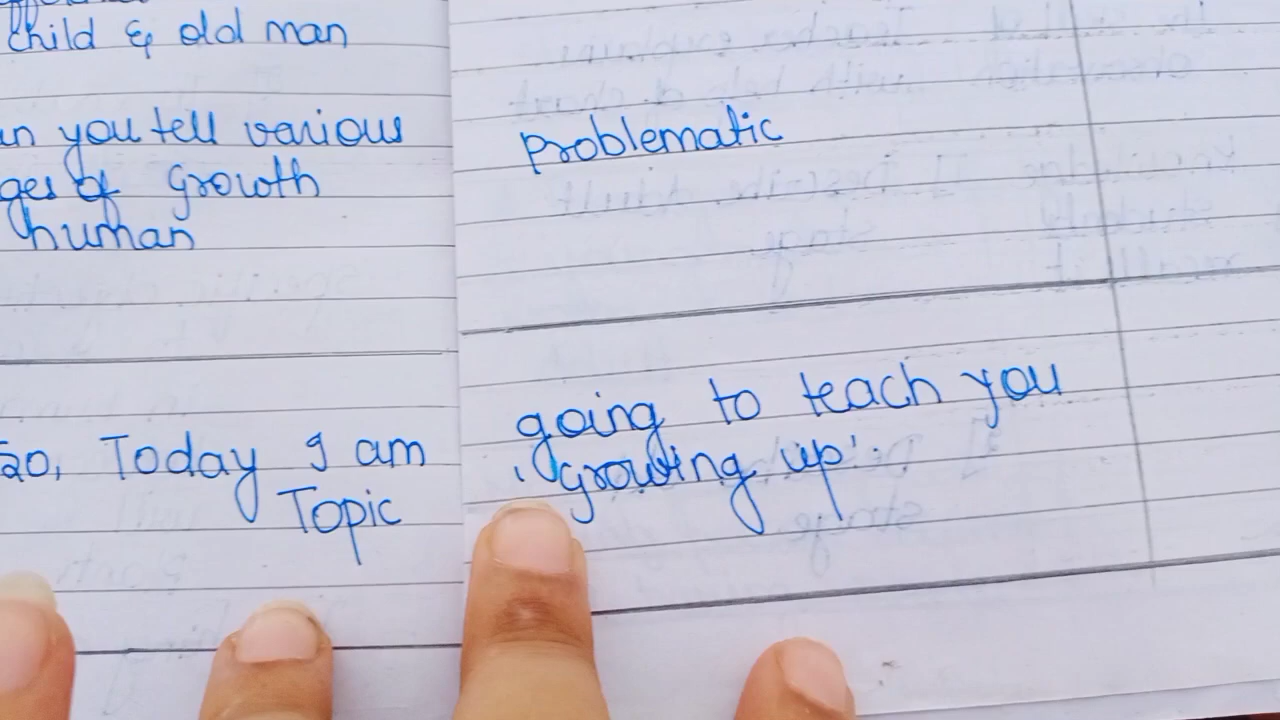 child & old man
you tell various
of Growth
human
problematic
So, Today I am going to teach you
Topic 'Growing up'.